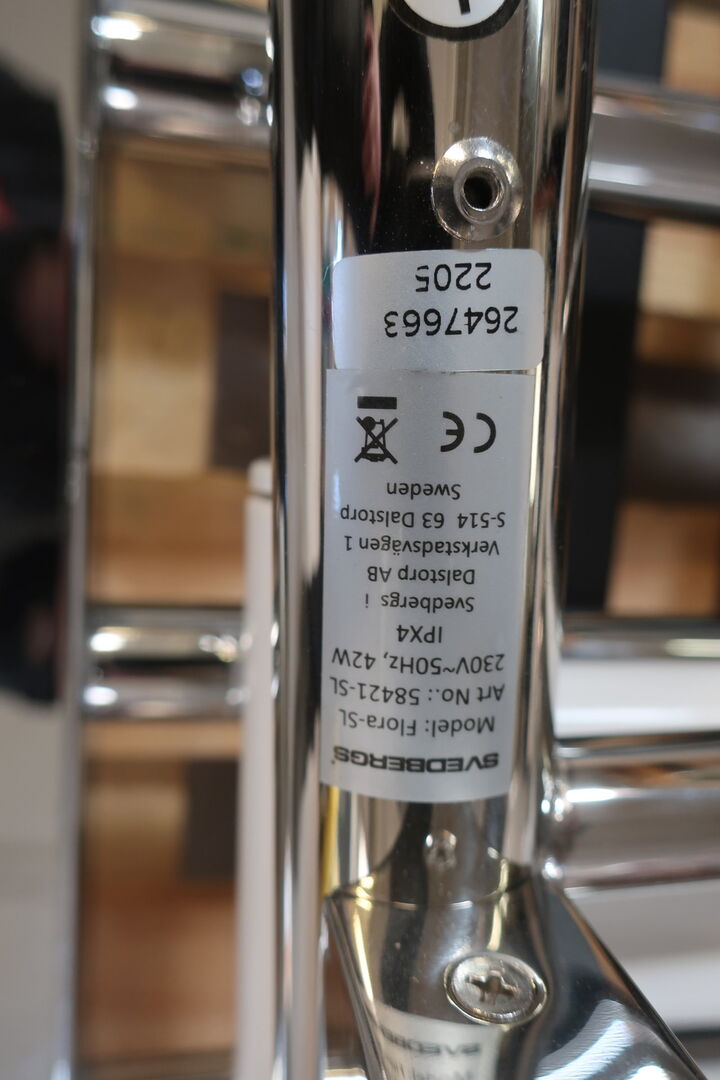 SVEDBERGS®
Model: Flora-SL
Art No.: 58421-SL
230V~50Hz, 42W
IPX4
Svedbergs i
Dalstorp AB
Verkstadsvägen 1
S-514 63 Dalstorp
Sweden
CE
2647663
2205